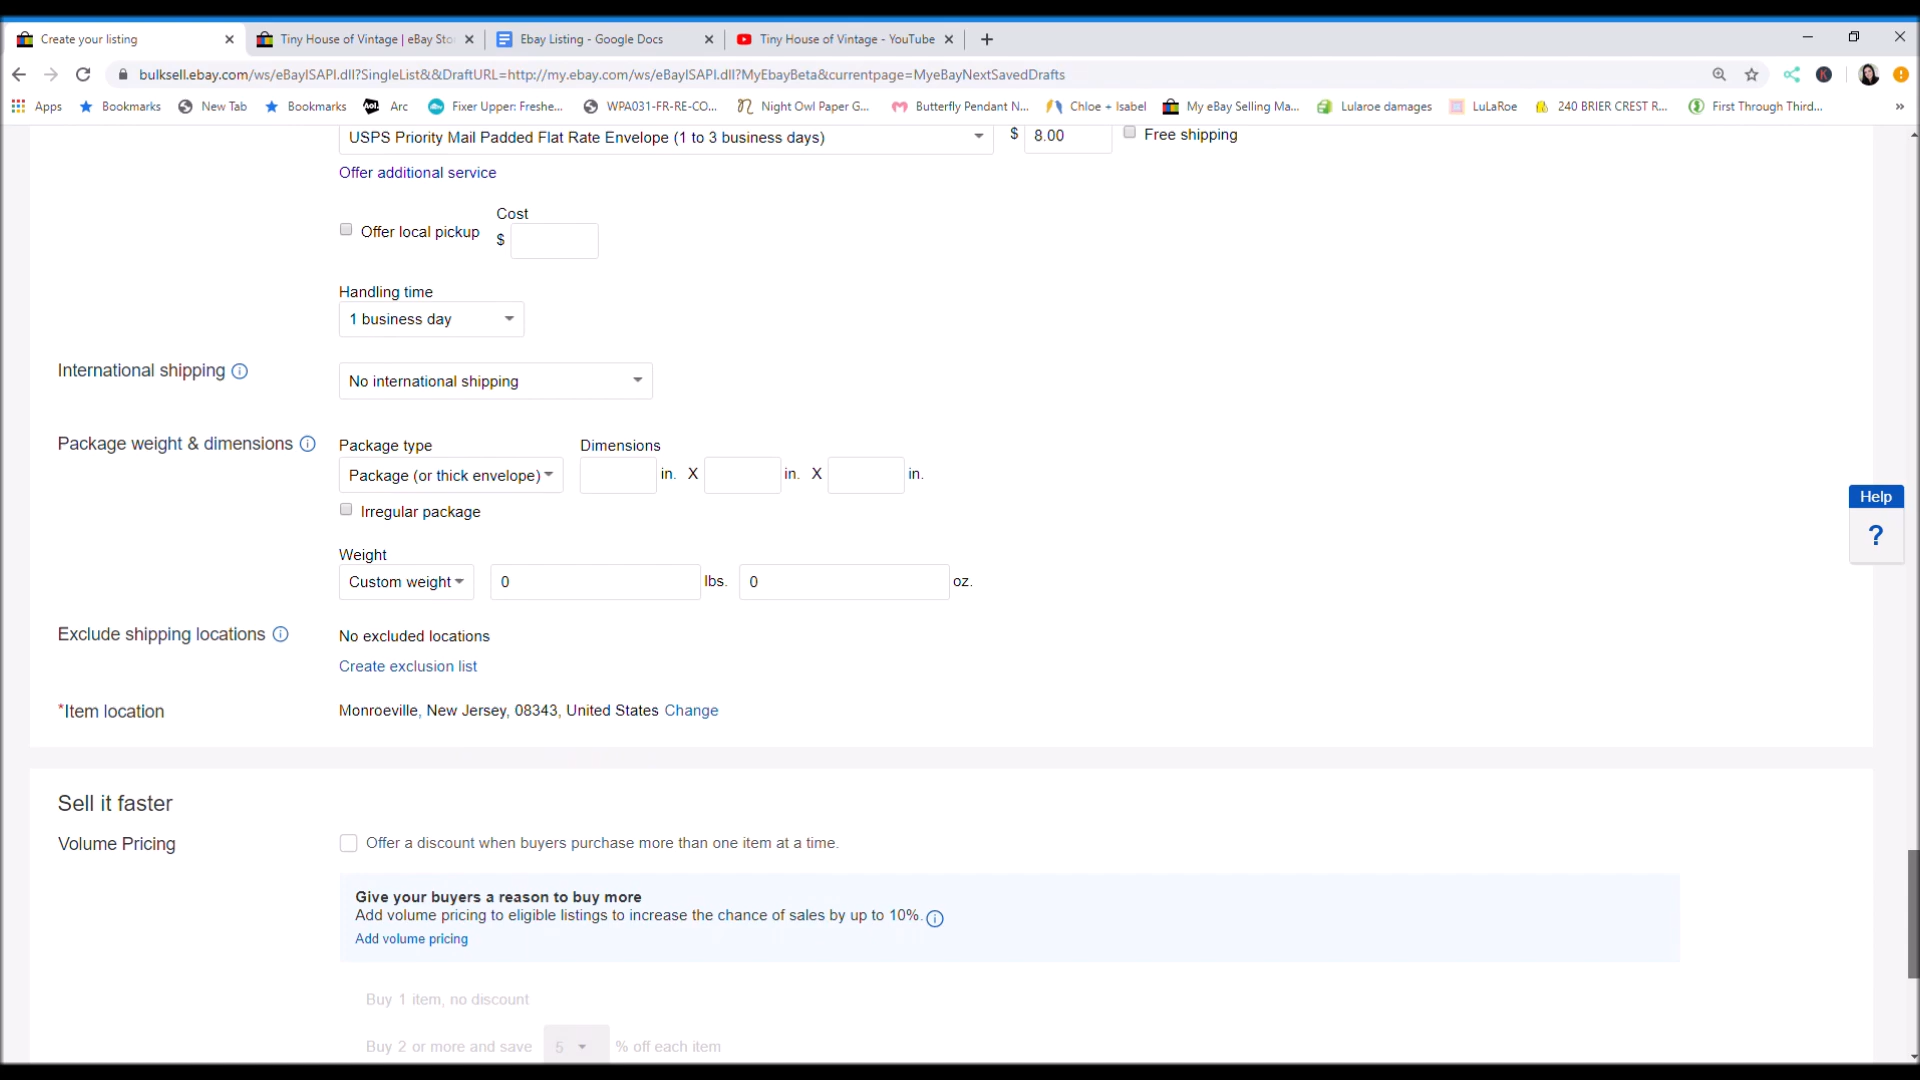 Create your listing
Tiny House of Vintage | eBay Sto
Ebay Listing - Google Docs
Tiny House of Vintage - YouTube
bulksell.ebay.com/ws/eBayISAPI.dll?SingleList&&DraftURL=http://my.ebay.com/ws/eBayISAPI.dll?MyEbayBeta&currentpage=MyeBayNextSavedDrafts
K
Apps
Bookmarks
New Tab
Bookmarks
Aol.
Arc
Fixer Upper: Freshe...
WPA031-FR-RE-CO...
Night Owl Paper G...
Butterfly Pendant N...
Chloe + Isabel
My eBay Selling Ma...
Lularoe damages
LuLaRoe
240 BRIER CREST R...
First Through Third...
»
USPS Priority Mail Padded Flat Rate Envelope (1 to 3 business days)
$ 8.00
Free shipping
Offer additional service
Cost
Offer local pickup $
Handling time
1 business day
International shipping
No international shipping
Package weight & dimensions
Package type
Dimensions
Package (or thick envelope)
in. X in. X in.
Irregular package
Help
?
Weight
Custom weight 0 lbs. 0 oz.
Exclude shipping locations
No excluded locations
Create exclusion list
*Item location
Monroeville, New Jersey, 08343, United States Change
Sell it faster
Volume Pricing
Offer a discount when buyers purchase more than one item at a time.
Give your buyers a reason to buy more
Add volume pricing to eligible listings to increase the chance of sales by up to 10%.
Add volume pricing
Buy 1 item, no discount
Buy 2 or more and save 5 % off each item